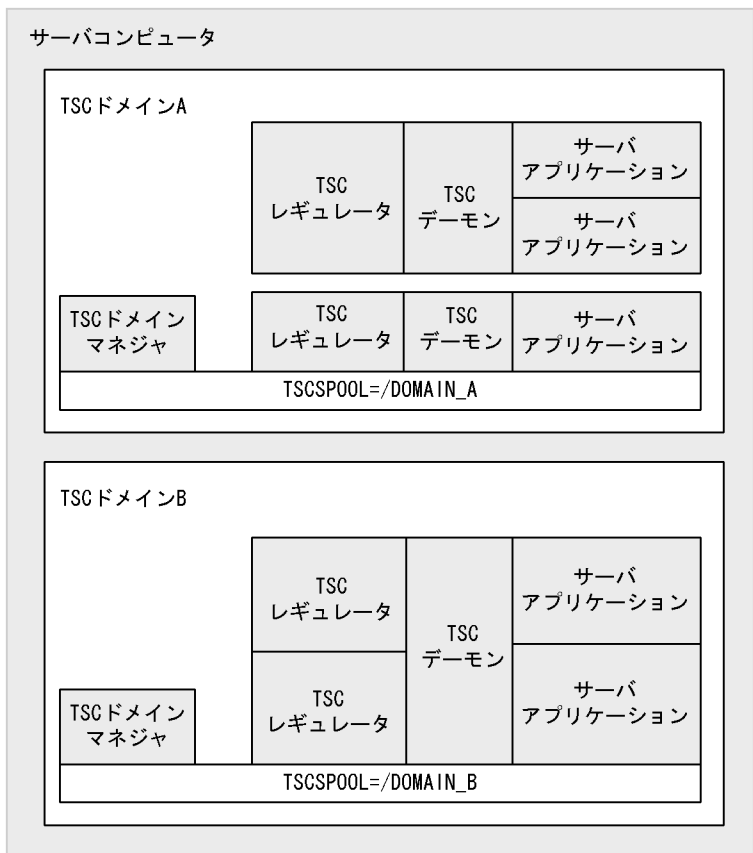 サーバコンピュータ
TSCドメインA
TSC
レギュレータ
TSC
デーモン
サーバ
アプリケーション
サーバ
アプリケーション
TSCドメイン
マネジャ
TSC
レギュレータ
TSC
デーモン
サーバ
アプリケーション
TSCSPOOL=/DOMAIN_A
TSCドメインB
TSC
レギュレータ
TSC
レギュレータ
TSC
デーモン
サーバ
アプリケーション
サーバ
アプリケーション
TSCドメイン
マネジャ
TSCSPOOL=/DOMAIN_B